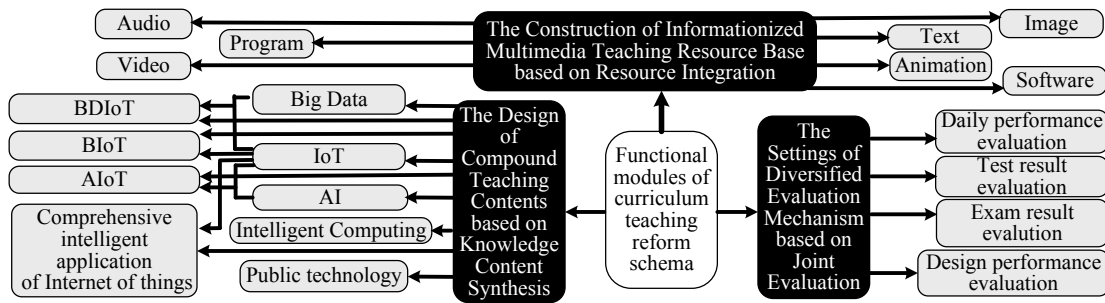 Audio
Program
Video
The Construction of Informationized
Multimedia Teaching Resource Base
based on Resource Integration
Image
Text
Animation
Software
BDIoT
BIoT
AIoT
Comprehensive
intelligent
application
of Internet of things
Big Data
IoT
AI
Intelligent Computing
Public technology
The Design
of
Compound
Teaching
Contents
based on
Knowledge
Content
Synthesis
Functional
modules of
curriculum
teaching
reform
schema
The
Settings of
Diversified
Evaluation
Mechanism
based on
Joint
Evaluation
Daily performance
evaluation
Test result
evaluation
Exam result
evalution
Design performance
evaluation